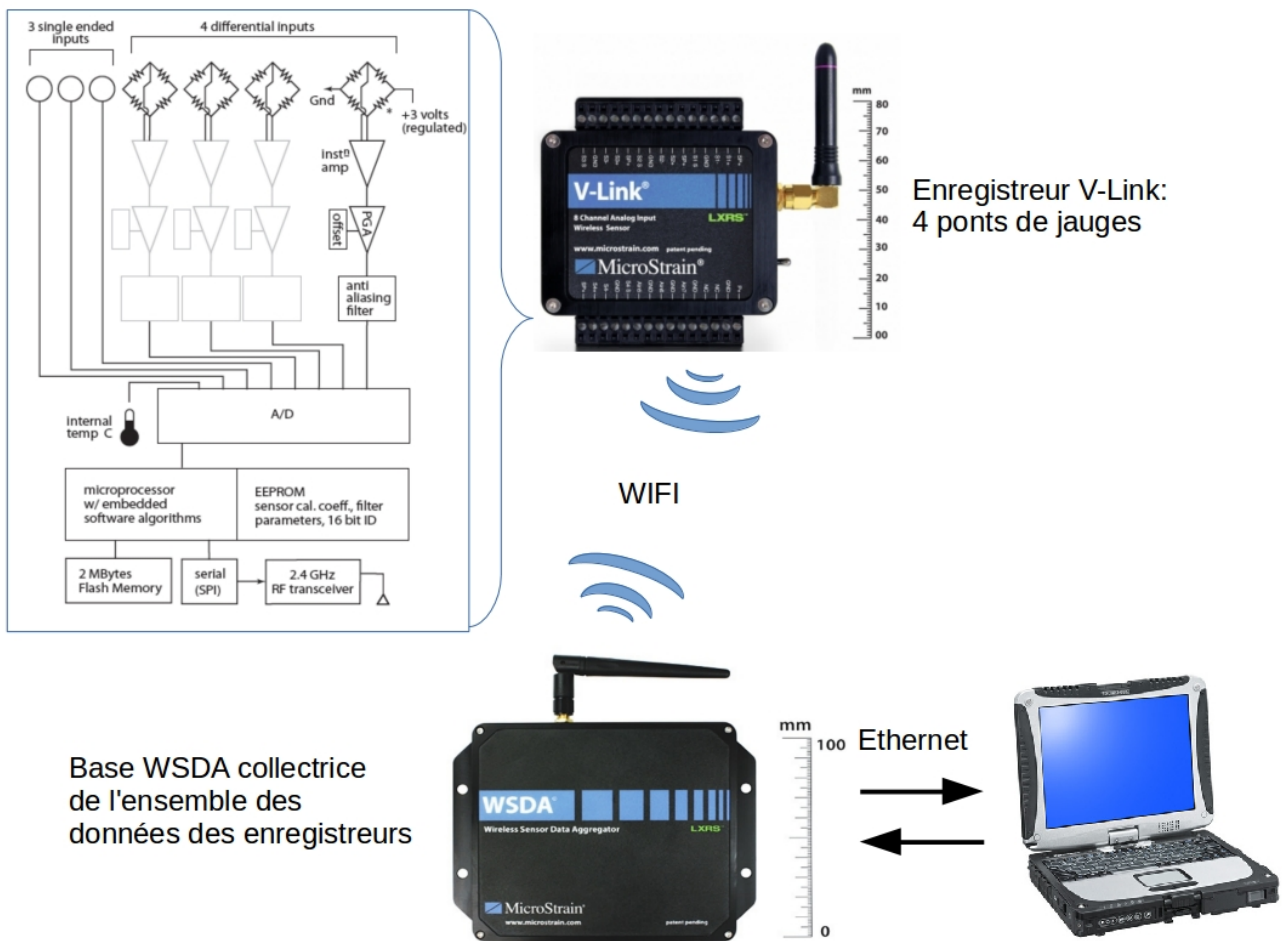 3 single ended
inputs
4 differential inputs
Gnd
*
+3 volts
(regulated)
instⁿ
amp
PGA
offset
anti
aliasing
filter
A/D
internal
temp C
microprocessor
w/ embedded
software algorithms
EEPROM
sensor cal. coeff., filter
parameters, 16 bit ID
2 MBytes
Flash Memory
serial
(SPI)
2.4 GHz
RF transceiver
V-Link®
LXRS™
8 Channel Analog Input
Wireless Sensor
www.microstrain.com patent pending
MicroStrain®
mm
80
70
60
50
40
30
20
10
00
Enregistreur V-Link:
4 ponts de jauges
WIFI
Base WSDA collectrice
de l'ensemble des
données des enregistreurs
WSDA®
Wireless Sensor Data Aggregator
LXRS™
MicroStrain®
www.microstrain.com patent pending
mm
100
0
Ethernet